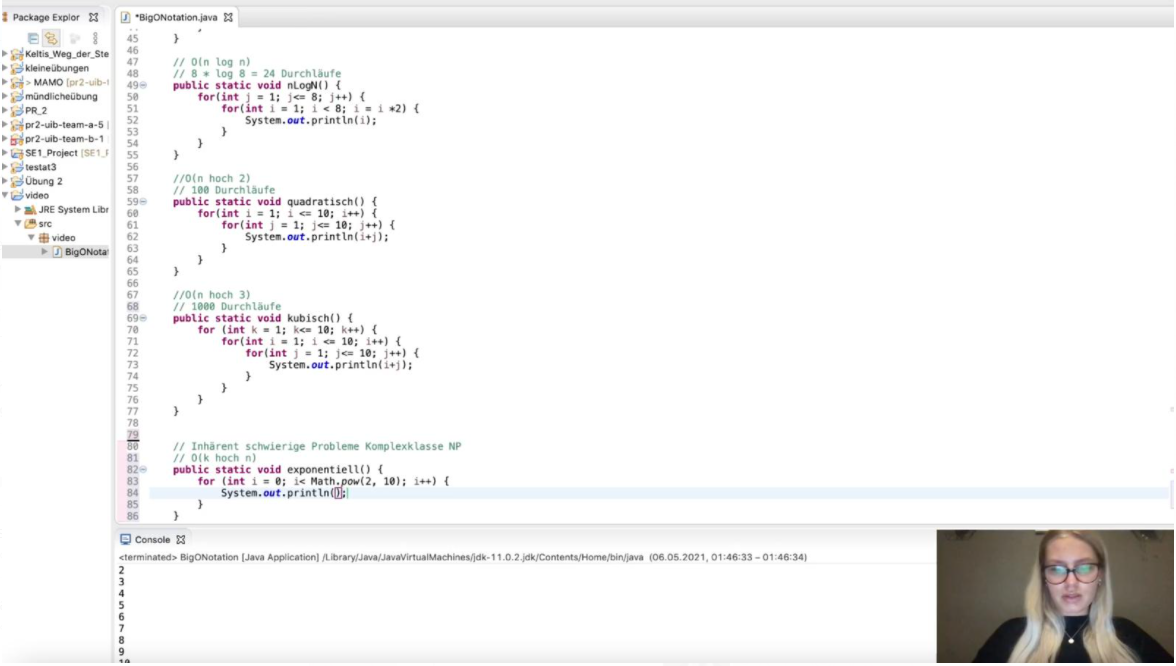 Package Explor
*BigONotation.java
Keltis_Weg_der_Ste
kleineübungen
> MAMO [pr2-uib-
mündlicheübung
PR_2
pr2-uib-team-a-5
pr2-uib-team-b-1
SE1_Project [SE1_
testat3
Übung 2
video
JRE System Libr
src
video
BigONota
45 }
46
47 // O(n log n)
48 // 8 * log 8 = 24 Durchläufe
49 public static void nLogN() {
50 for(int j = 1; j<= 8; j++) {
51 for(int i = 1; i < 8; i = i *2) {
52 System.out.println(i);
53 }
54 }
55 }
56
57 //O(n hoch 2)
58 // 100 Durchläufe
59 public static void quadratisch() {
60 for(int i = 1; i <= 10; i++) {
61 for(int j = 1; j<= 10; j++) {
62 System.out.println(i+j);
63 }
64 }
65 }
66
67 //O(n hoch 3)
68 // 1000 Durchläufe
69 public static void kubisch() {
70 for (int k = 1; k<= 10; k++) {
71 for(int i = 1; i <= 10; i++) {
72 for(int j = 1; j<= 10; j++) {
73 System.out.println(i+j);
74 }
75 }
76 }
77 }
78
79
80 // Inhärent schwierige Probleme Komplexklasse NP
81 // O(k hoch n)
82 public static void exponentiell() {
83 for (int i = 0; i< Math.pow(2, 10); i++) {
84 System.out.println();
85 }
86 }
Console
<terminated> BigONotation [Java Application] /Library/Java/JavaVirtualMachines/jdk-11.0.2.jdk/Contents/Home/bin/java (06.05.2021, 01:46:33 – 01:46:34)
2
3
4
5
6
7
8
9
10